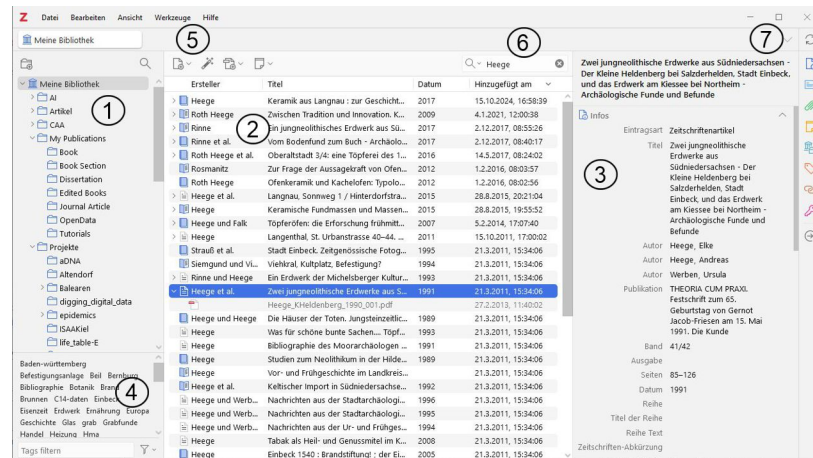 Z Datei Bearbeiten Ansicht Werkzeuge Hilfe
Meine Bibliothek
5
6
7
Heege
Meine Bibliothek
AI
1
Artikel
CAA
My Publications
Book
Book Section
Dissertation
Edited Books
Journal Article
OpenData
Tutorials
Projekte
aDNA
Altendorf
Balearen
digging_digital_data
epidemics
ISAAKiel
life_table-E
Baden-württemberg
Befestigungsanlage Beil Bernburg
Bibliographie Botanik Brand
4
Brunnen C14-daten Einbeck
Eisenzeit Erdwerk Ernährung Europa
Geschichte Glas grab Grabfunde
Handel Heizung Hma
Tags filtern
Ersteller Titel Datum Hinzugefügt am
2
Heege Keramik aus Langnau : zur Geschicht... 2017 15.10.2024, 16:58:39
Roth Heege Zwischen Tradition und Innovation. K... 2009 4.1.2021, 12:00:38
Rinne Ein jungneolithisches Erdwerk aus Sü... 2017 2.12.2017, 08:55:26
Rinne et al. Vom Bodenfund zum Buch - Archäolo... 2017 2.12.2017, 08:40:17
Roth Heege et al. Oberaltstadt 3/4: eine Töpferei des 1... 2016 14.5.2017, 08:24:02
Rosmanitz Zur Frage der Aussagekraft von Ofen... 2012 1.2.2016, 08:03:57
Roth Heege Ofenkeramik und Kachelofen: Typolo... 2012 1.2.2016, 08:02:56
Heege et al. Langnau, Sonnweg 1 / Hinterdorfstra... 2015 28.8.2015, 20:21:04
Heege Keramische Fundmassen und Massen... 2015 28.8.2015, 19:55:52
Heege und Falk Töpferöfen: die Erforschung frühmitt... 2007 5.2.2014, 17:07:40
Heege Langenthal, St. Urbanstrasse 40–44. ... 2011 15.10.2011, 17:00:02
Strauß et al. Stadt Einbeck. Zeitgenössische Fotog... 1995 21.3.2011, 15:34:06
Siemgund und Vi... Viehkral, Kultplatz, Befestigung? 1994 21.3.2011, 15:34:06
Rinne und Heege Ein Erdwerk der Michelsberger Kultur... 1993 21.3.2011, 15:34:06
Heege et al. Zwei jungneolithische Erdwerke aus S... 1991 21.3.2011, 15:34:06
Heege_KHeldenberg_1990_001.pdf 27.2.2013, 11:40:02
Heege und Heege Die Häuser der Toten. Jungsteinzeitlic... 1989 21.3.2011, 15:34:06
Heege Was für schöne bunte Sachen.... Töpf... 1993 21.3.2011, 15:34:06
Heege Bibliographie des Moorarchäologen ... 1991 21.3.2011, 15:34:06
Heege Studien zum Neolithikum in der Hilde... 1989 21.3.2011, 15:34:06
Heege Vor- und Frühgeschichte im Landkreis... 21.3.2011, 15:34:06
Heege et al. Keltischer Import in Südniedersachse... 1992 21.3.2011, 15:34:06
Heege und Werb... Nachrichten aus der Stadtarchäologi... 1996 21.3.2011, 15:34:06
Heege und Werb... Nachrichten aus der Stadtarchäologi... 1995 21.3.2011, 15:34:06
Heege und Werb... Nachrichten aus der Ur- und Frühges... 1994 21.3.2011, 15:34:06
Heege Tabak als Heil- und Genussmittel im K... 2008 21.3.2011, 15:34:06
Heege Einbeck 1540 : Brandstiftung! ; der Ei... 2005 21.3.2011, 15:34:06
Zwei jungneolithische Erdwerke aus Südniedersachsen -
Der Kleine Heldenberg bei Salzderhelden, Stadt Einbeck,
und das Erdwerk am Kiessee bei Northeim -
Archäologische Funde und Befunde
Infos
3
Eintragsart Zeitschriftenartikel
Titel Zwei jungneolithische
Erdwerke aus
Südniedersachsen - Der
Kleine Heldenberg bei
Salzderhelden, Stadt
Einbeck, und das Erdwerk
am Kiessee bei Northeim -
Archäologische Funde und
Befunde
Autor Heege, Elke
Autor Heege, Andreas
Autor Werben, Ursula
Publikation THEORIA CUM PRAXI.
Festschrift zum 65.
Geburtstag von Gernot
Jacob-Friesen am 15. Mai
1991. Die Kunde
Band 41/42
Ausgabe
Seiten 85–126
Datum 1991
Reihe
Titel der Reihe
Reihe Text
Zeitschriften-Abkürzung